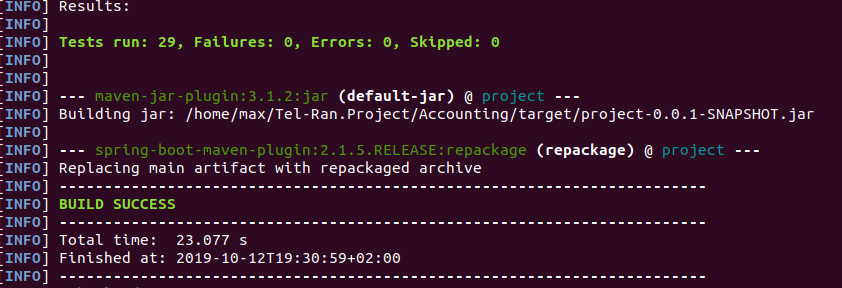 [INFO] Results:
[INFO]
[INFO] Tests run: 29, Failures: 0, Errors: 0, Skipped: 0
[INFO]
[INFO]
[INFO] --- maven-jar-plugin:3.1.2:jar (default-jar) @ project ---
[INFO] Building jar: /home/max/Tel-Ran.Project/Accounting/target/project-0.0.1-SNAPSHOT.jar
[INFO]
[INFO] --- spring-boot-maven-plugin:2.1.5.RELEASE:repackage (repackage) @ project ---
[INFO] Replacing main artifact with repackaged archive
[INFO] ------------------------------------------------------------------------
[INFO] BUILD SUCCESS
[INFO] ------------------------------------------------------------------------
[INFO] Total time:  23.077 s
[INFO] Finished at: 2019-10-12T19:30:59+02:00
[INFO] ------------------------------------------------------------------------